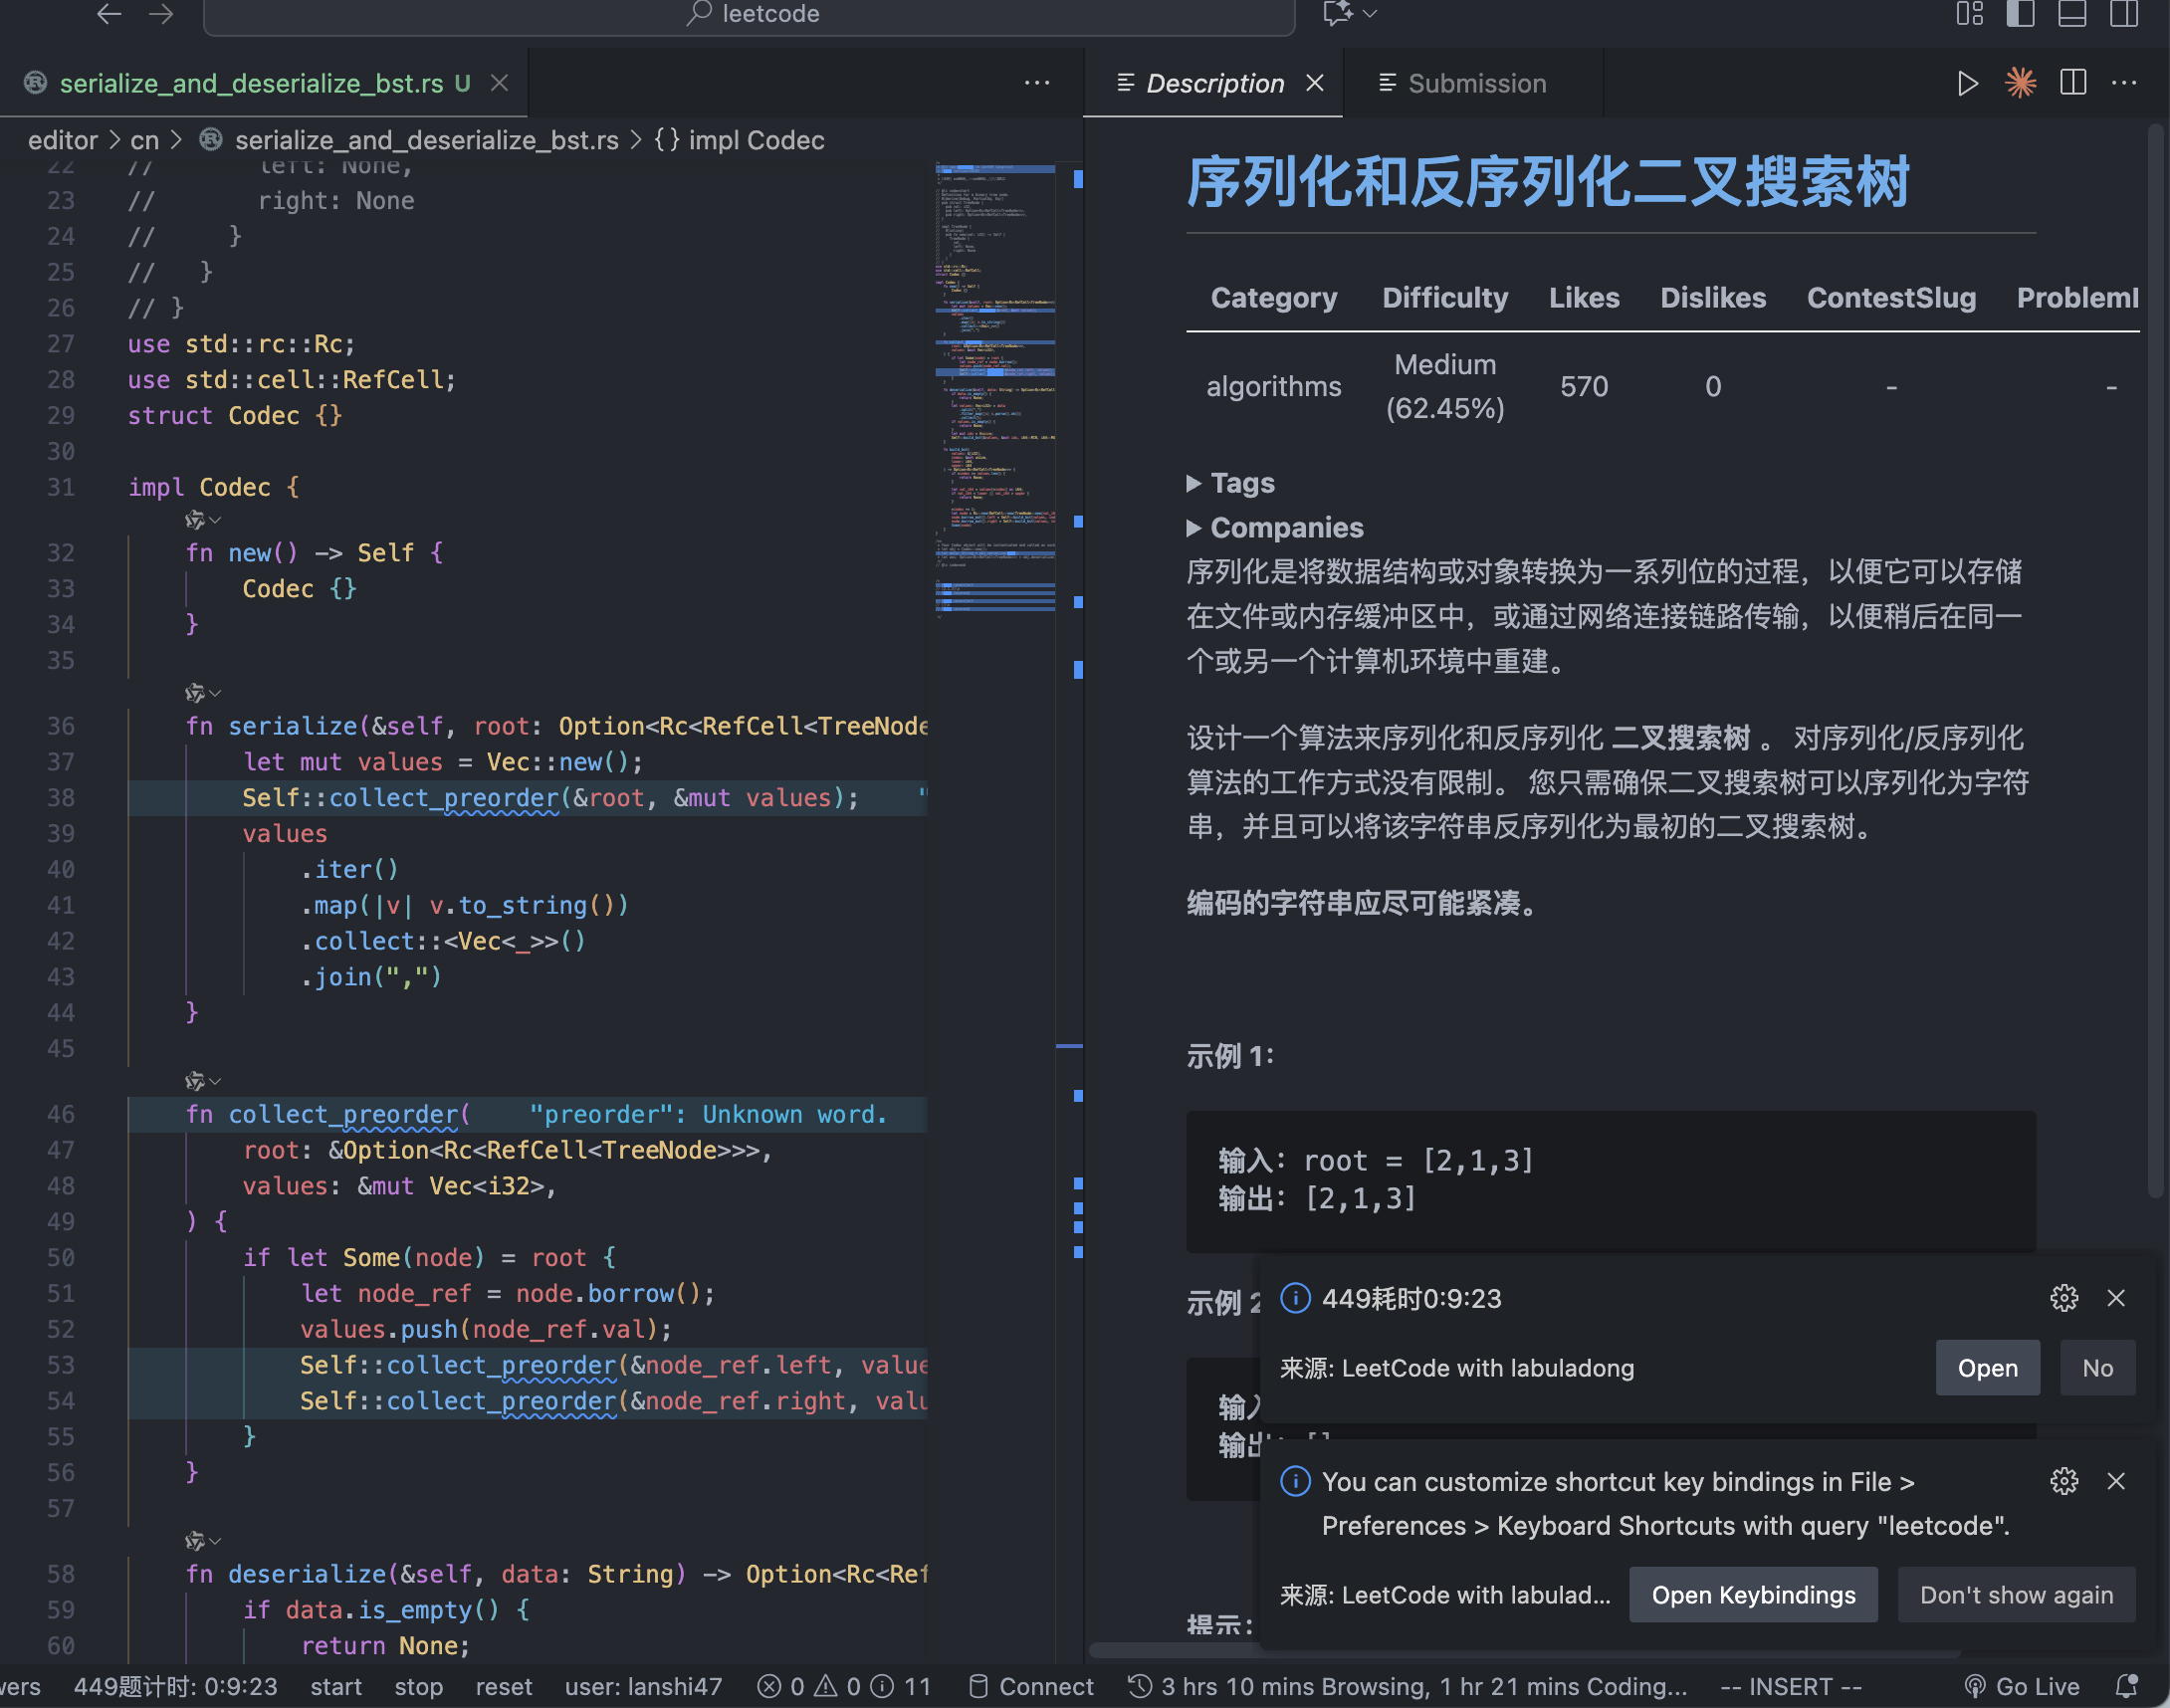 leetcode
serialize_and_deserialize_bst.rs U
Description
Submission
editor > cn > serialize_and_deserialize_bst.rs > {} impl Codec
22 // left: None,
23 // right: None
24 // }
25 // }
26 // }
27 use std::rc::Rc;
28 use std::cell::RefCell;
29 struct Codec {}
30
31 impl Codec {
32 fn new() -> Self {
33 Codec {}
34 }
35
36 fn serialize(&self, root: Option<Rc<RefCell<TreeNode
37 let mut values = Vec::new();
38 Self::collect_preorder(&root, &mut values); "
39 values
40 .iter()
41 .map(|v| v.to_string())
42 .collect::<Vec<_>>()
43 .join(",")
44 }
45
46 fn collect_preorder( "preorder": Unknown word.
47 root: &Option<Rc<RefCell<TreeNode>>>,
48 values: &mut Vec<i32>,
49 ) {
50 if let Some(node) = root {
51 let node_ref = node.borrow();
52 values.push(node_ref.val);
53 Self::collect_preorder(&node_ref.left, value
54 Self::collect_preorder(&node_ref.right, valu
55 }
56 }
57
58 fn deserialize(&self, data: String) -> Option<Rc<Ref
59 if data.is_empty() {
60 return None;
序列化和反序列化二叉搜索树
Category Difficulty Likes Dislikes ContestSlug ProblemI
algorithms Medium (62.45%) 570 0 - -
Tags
Companies
序列化是将数据结构或对象转换为一系列位的过程，以便它可以存储
在文件或内存缓冲区中，或通过网络连接链路传输，以便稍后在同一
个或另一个计算机环境中重建。
设计一个算法来序列化和反序列化 二叉搜索树 。 对序列化/反序列化
算法的工作方式没有限制。 您只需确保二叉搜索树可以序列化为字符
串，并且可以将该字符串反序列化为最初的二叉搜索树。
编码的字符串应尽可能紧凑。
示例 1：
输入：root = [2,1,3]
输出：[2,1,3]
示例 2
输入
输出：[]
提示：
449耗时0:9:23
来源: LeetCode with labuladong
Open No
You can customize shortcut key bindings in File >
Preferences > Keyboard Shortcuts with query "leetcode".
来源: LeetCode with labulad...
Open Keybindings Don't show again
wers 449题计时: 0:9:23 start stop reset user: lanshi47 0 0 11 Connect 3 hrs 10 mins Browsing, 1 hr 21 mins Coding... -- INSERT -- Go Live